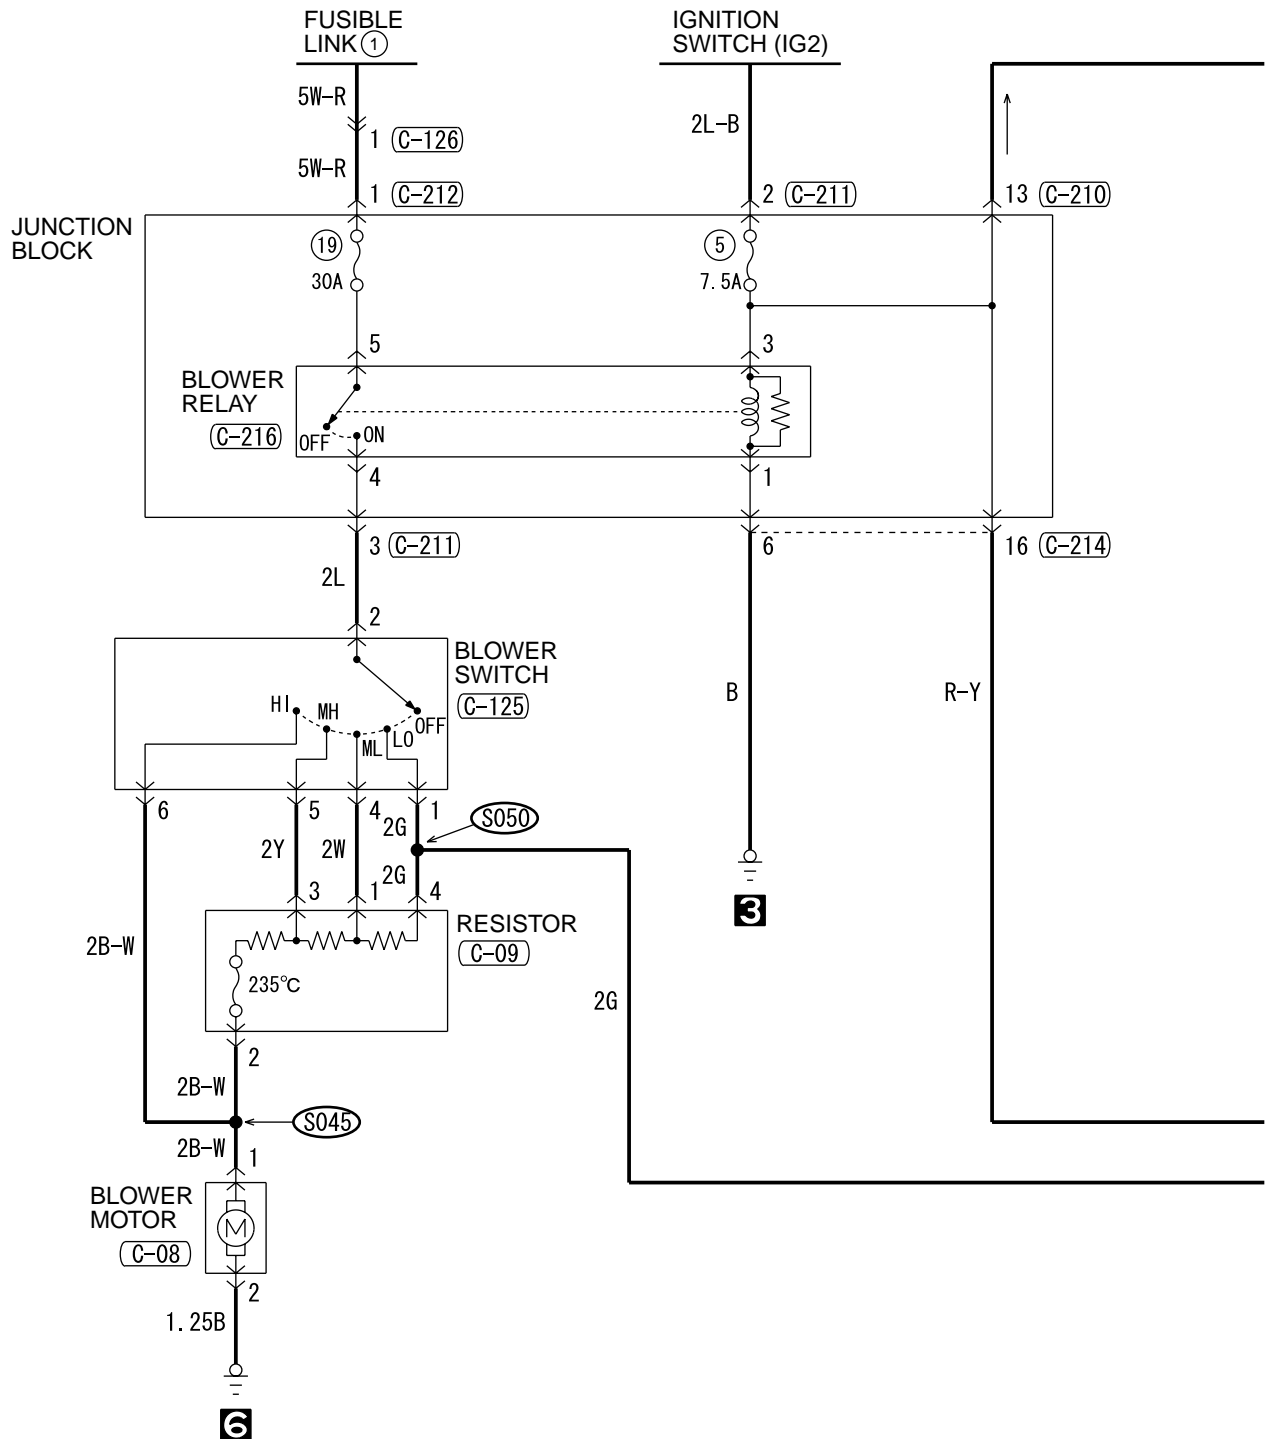 FUSIBLE
LINK ①
IGNITION
SWITCH (IG2)
5W-R
1 C-126
2L-B
5W-R
1 C-212
2 C-211
13 C-210
JUNCTION
BLOCK
19
30A
5
7.5A
5
3
BLOWER
RELAY
C-216
OFF
ON
4
1
3 C-211
6
16 C-214
2L
2
BLOWER
SWITCH
C-125
HI
MH
ML
LO
OFF
B
R-Y
6
5
4
1
S050
2G
2Y
2W
2G
3
1
4
RESISTOR
C-09
2B-W
235°C
2G
2
2B-W
S045
2B-W
1
BLOWER
MOTOR
C-08
M
2
1.25B
3
6